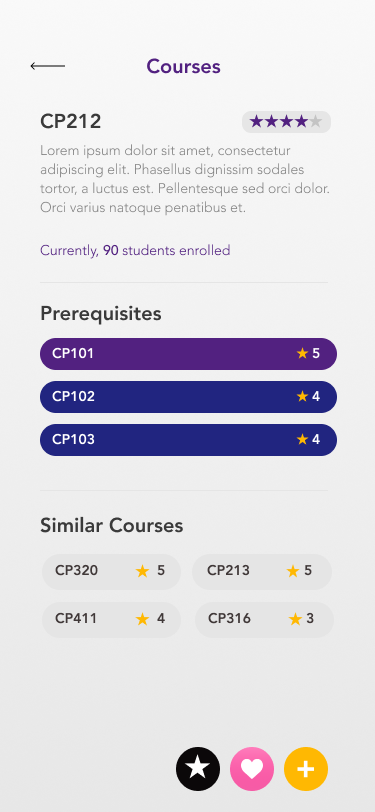 Courses
CP212
Lorem ipsum dolor sit amet, consectetur
adipiscing elit. Phasellus dignissim sodales
tortor, a luctus est. Pellentesque sed orci dolor.
Orci varius natoque penatibus et.
Currently, 90 students enrolled
Prerequisites
CP101 5
CP102 4
CP103 4
Similar Courses
CP320 5 CP213 5
CP411 4 CP316 3